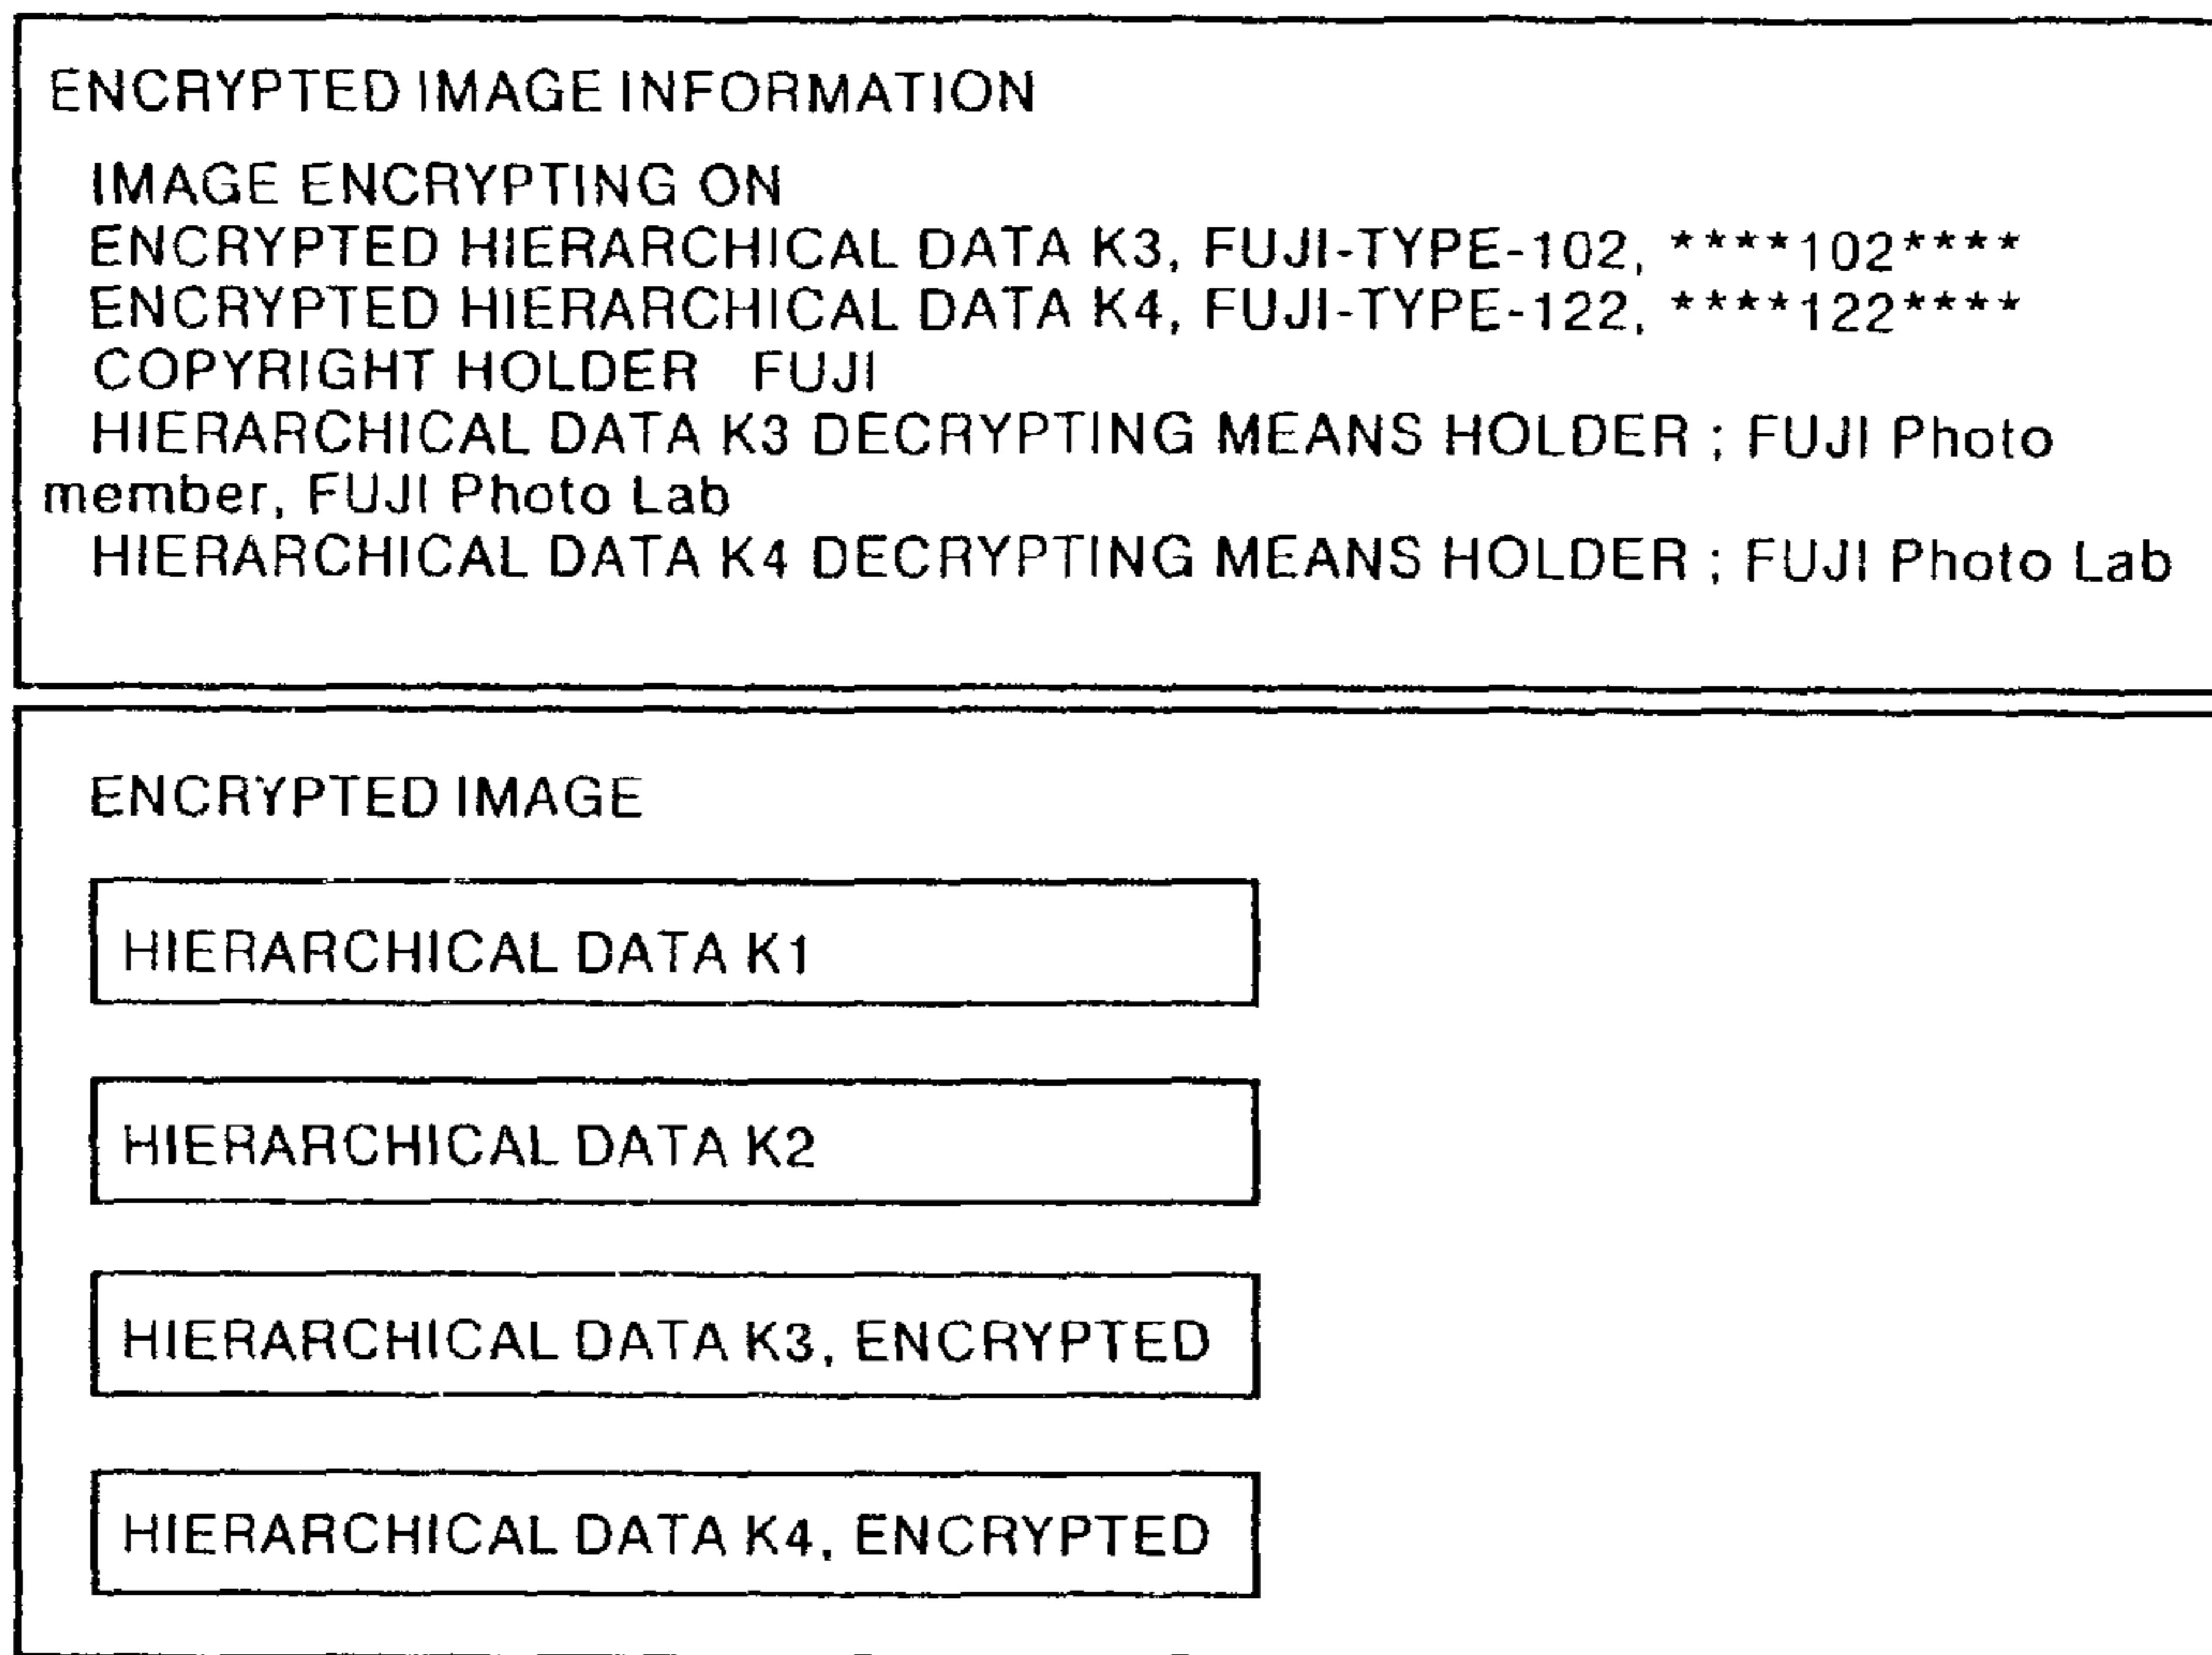 ENCRYPTED IMAGE INFORMATION
IMAGE ENCRYPTING ON
ENCRYPTED HIERARCHICAL DATA K3, FUJI-TYPE-102, ****102****
ENCRYPTED HIERARCHICAL DATA K4, FUJI-TYPE-122, ****122****
COPYRIGHT HOLDER FUJI
HIERARCHICAL DATA K3 DECRYPTING MEANS HOLDER ; FUJI Photo
member, FUJI Photo Lab
HIERARCHICAL DATA K4 DECRYPTING MEANS HOLDER ; FUJI Photo Lab
ENCRYPTED IMAGE
HIERARCHICAL DATA K1
HIERARCHICAL DATA K2
HIERARCHICAL DATA K3, ENCRYPTED
HIERARCHICAL DATA K4, ENCRYPTED